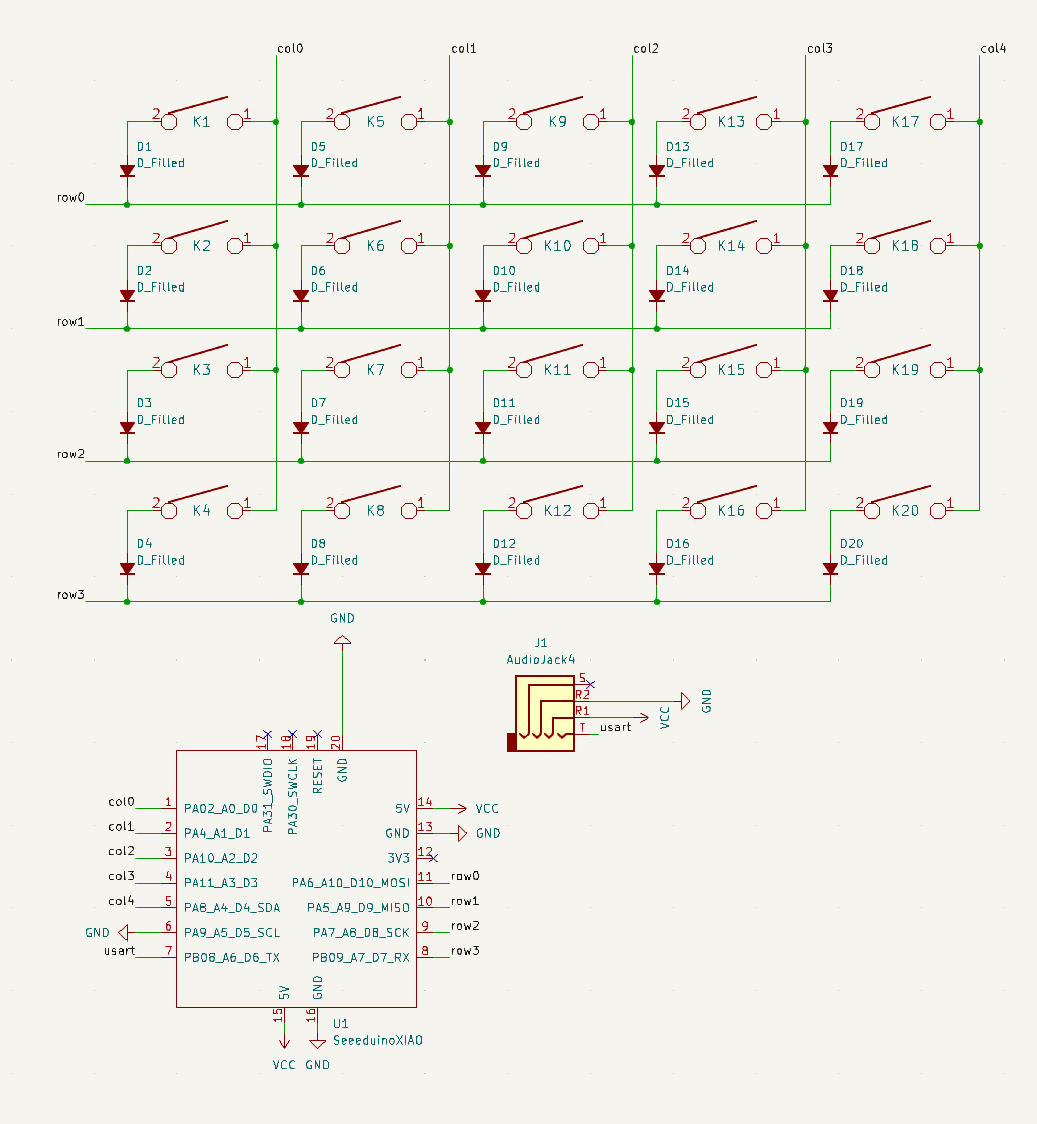 col0 col1 col2 col3 col4
2 K1 1 2 K5 1 2 K9 1 2 K13 1 2 K17 1
D1 D5 D9 D13 D17
D_Filled D_Filled D_Filled D_Filled D_Filled
row0
2 K2 1 2 K6 1 2 K10 1 2 K14 1 2 K18 1
D2 D6 D10 D14 D18
D_Filled D_Filled D_Filled D_Filled D_Filled
row1
2 K3 1 2 K7 1 2 K11 1 2 K15 1 2 K19 1
D3 D7 D11 D15 D19
D_Filled D_Filled D_Filled D_Filled D_Filled
row2
2 K4 1 2 K8 1 2 K12 1 2 K16 1 2 K20 1
D4 D8 D12 D16 D20
D_Filled D_Filled D_Filled D_Filled D_Filled
row3
GND
J1
AudioJack4
S
R2 GND
R1 VCC
T usart
17 18 19 20
PA31_SWDIO PA30_SWCLK RESET GND
col0 1 PA02_A0_D0 5V 14 VCC
col1 2 PA4_A1_D1 GND 13 GND
col2 3 PA10_A2_D2 3V3 12
col3 4 PA11_A3_D3 PA6_A10_D10_MOSI 11 row0
col4 5 PA8_A4_D4_SDA PA5_A9_D9_MISO 10 row1
GND 6 PA9_A5_D5_SCL PA7_A8_D8_SCK 9 row2
usart 7 PB08_A6_D6_TX PB09_A7_D7_RX 8 row3
5V GND
15 16
U1
SeeeduinoXIAO
VCC GND